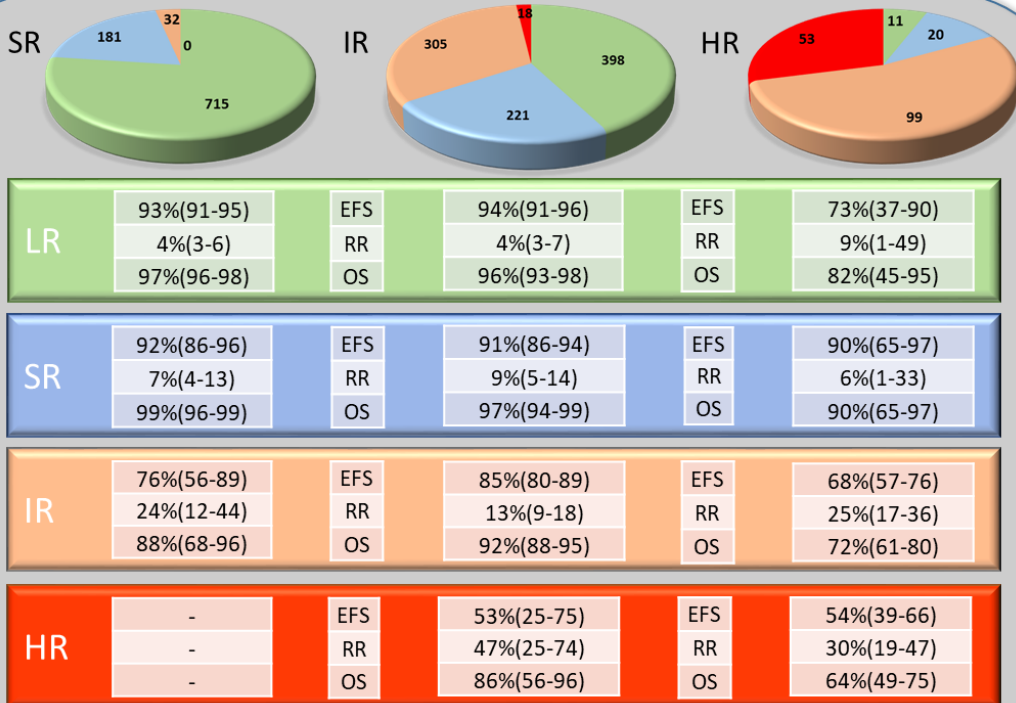 SR
32
181
0
715
IR
18
305
398
221
HR
11
53
20
99
LR
93%(91-95) EFS 94%(91-96) EFS 73%(37-90)
4%(3-6) RR 4%(3-7) RR 9%(1-49)
97%(96-98) OS 96%(93-98) OS 82%(45-95)
SR
92%(86-96) EFS 91%(86-94) EFS 90%(65-97)
7%(4-13) RR 9%(5-14) RR 6%(1-33)
99%(96-99) OS 97%(94-99) OS 90%(65-97)
IR
76%(56-89) EFS 85%(80-89) EFS 68%(57-76)
24%(12-44) RR 13%(9-18) RR 25%(17-36)
88%(68-96) OS 92%(88-95) OS 72%(61-80)
HR
- EFS 53%(25-75) EFS 54%(39-66)
- RR 47%(25-74) RR 30%(19-47)
- OS 86%(56-96) OS 64%(49-75)